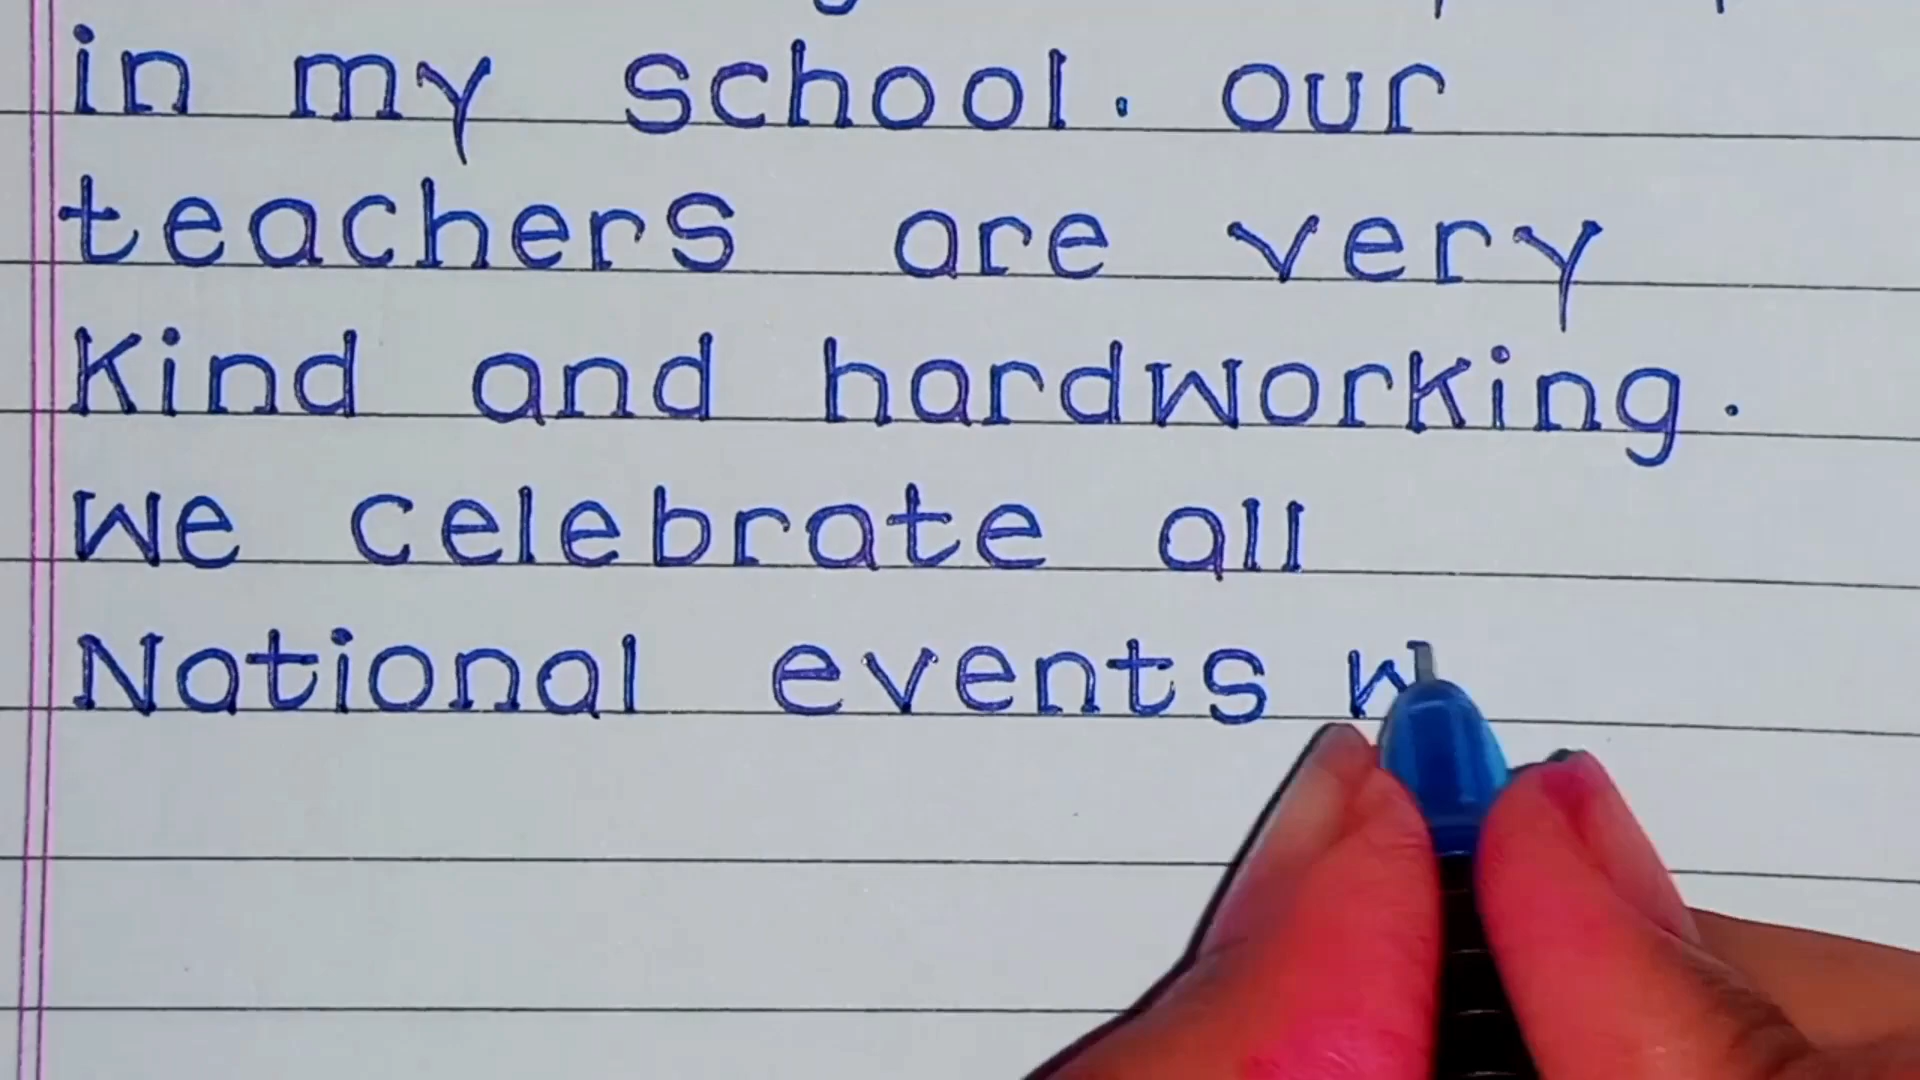 in my school. our
teachers are very
Kind and hardworking.
We celebrate all
National events w